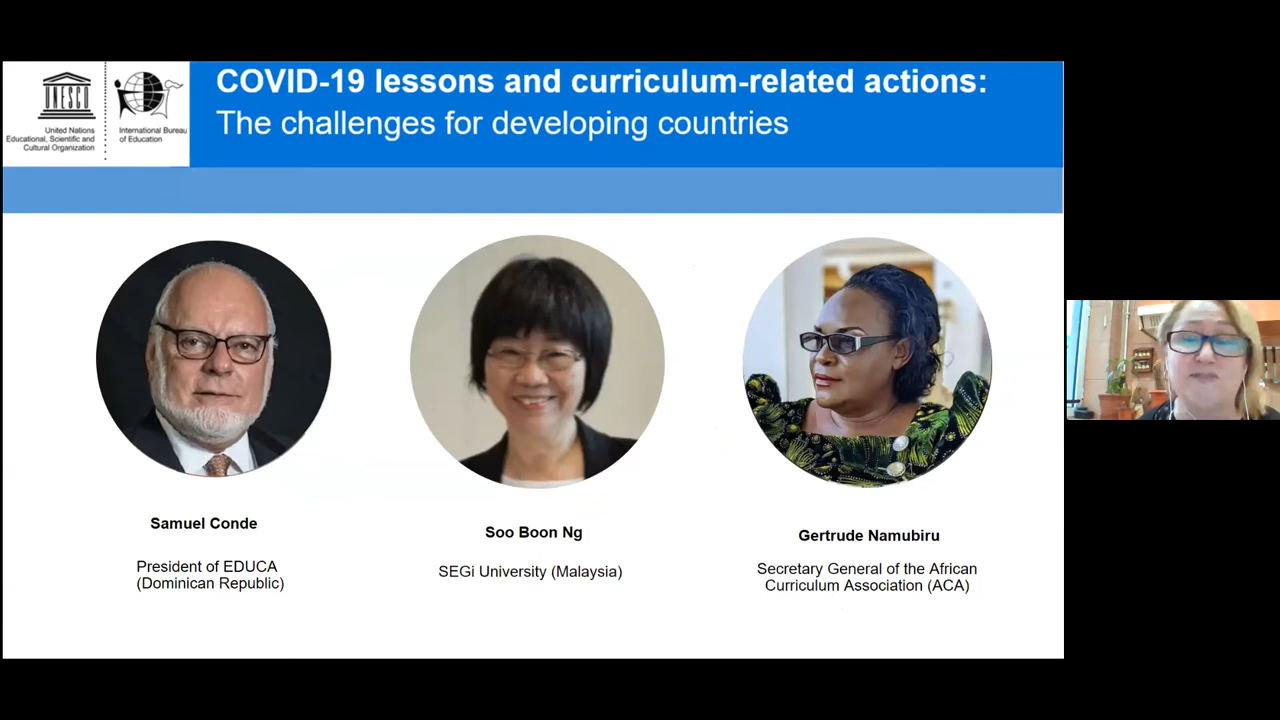 COVID-19 lessons and curriculum-related actions:
The challenges for developing countries
UNESCO
United Nations
Educational, Scientific and
Cultural Organization
International Bureau
of Education
Samuel Conde
President of EDUCA
(Dominican Republic)
Soo Boon Ng
SEGi University (Malaysia)
Gertrude Namubiru
Secretary General of the African
Curriculum Association (ACA)